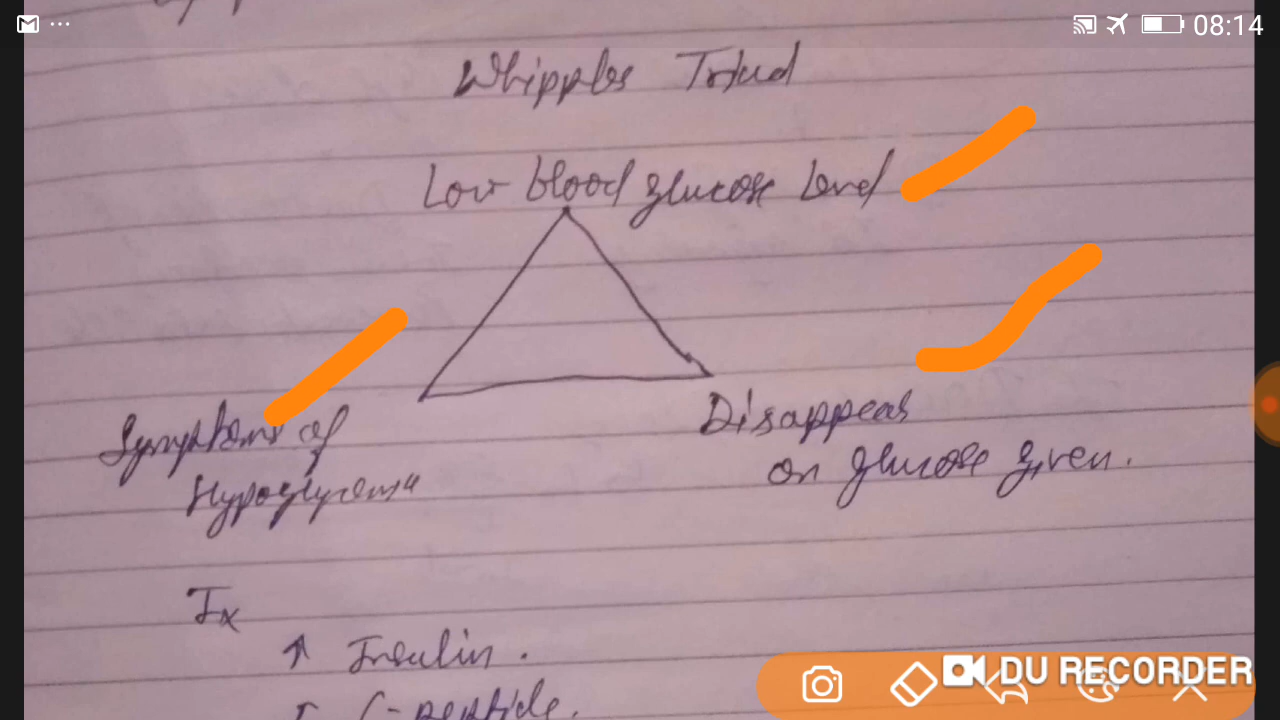 08:14
Whipples Triad
Low blood glucose Level
Symptoms of
Hypoglycemia
Disappears
on glucose given.
Ix
↑ Insulin.
↑ C-peptide.
DU RECORDER